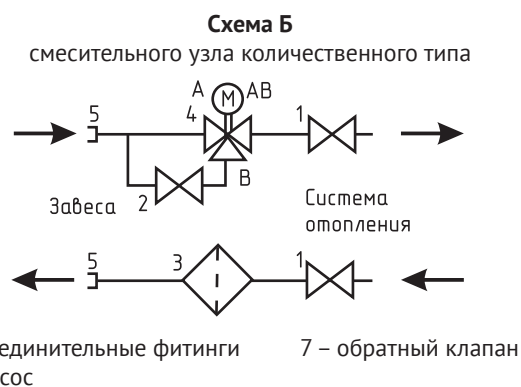 Схема Б
смесительного узла количественного типа
А
М
АВ
5
4
1
В
2
Завеса
Система
отопления
5
3
1
единительные фитинги
7 – обратный клапан
сос